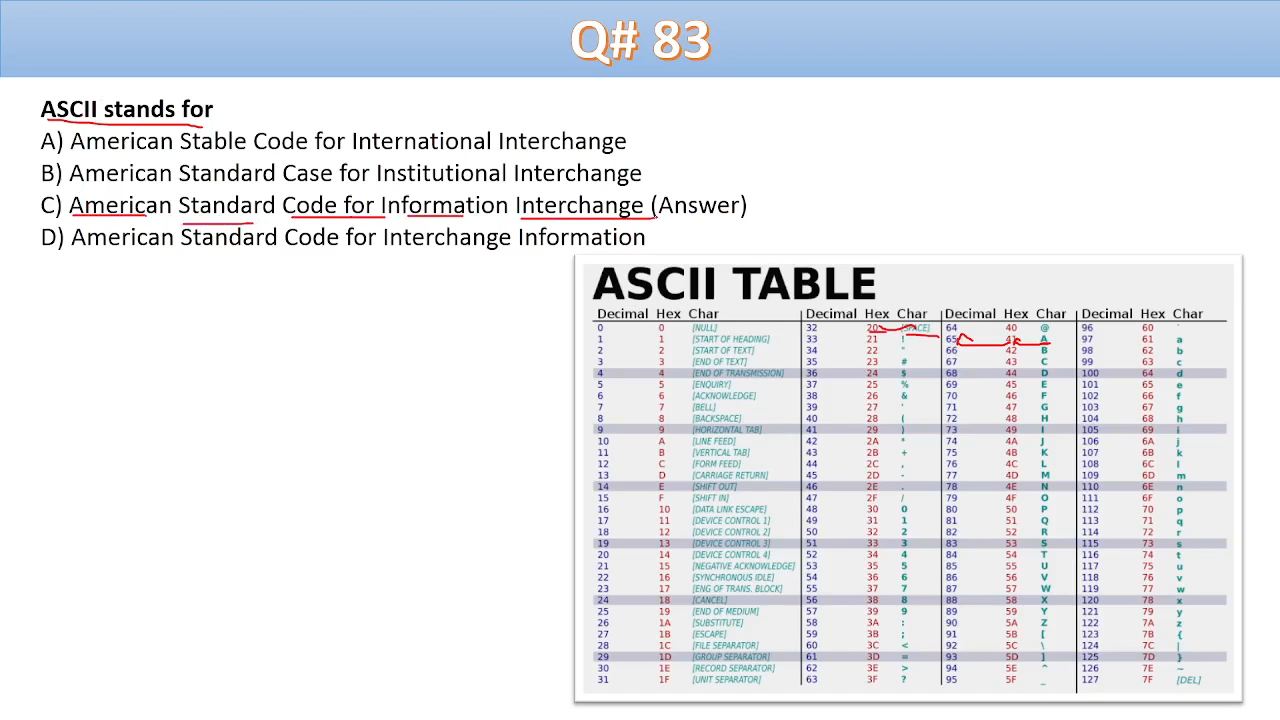 Q# 83
ASCII stands for
A) American Stable Code for International Interchange
B) American Standard Case for Institutional Interchange
C) American Standard Code for Information Interchange (Answer)
D) American Standard Code for Interchange Information
ASCII TABLE
Decimal Hex Char Decimal Hex Char Decimal Hex Char Decimal Hex Char
0 0 [NULL] 32 20 [SPACE] 64 40 @ 96 60 `
1 1 [START OF HEADING] 33 21 ! 65 41 A 97 61 a
2 2 [START OF TEXT] 34 22 " 66 42 B 98 62 b
3 3 [END OF TEXT] 35 23 # 67 43 C 99 63 c
4 4 [END OF TRANSMISSION] 36 24 $ 68 44 D 100 64 d
5 5 [ENQUIRY] 37 25 % 69 45 E 101 65 e
6 6 [ACKNOWLEDGE] 38 26 & 70 46 F 102 66 f
7 7 [BELL] 39 27 ' 71 47 G 103 67 g
8 8 [BACKSPACE] 40 28 ( 72 48 H 104 68 h
9 9 [HORIZONTAL TAB] 41 29 ) 73 49 I 105 69 i
10 A [LINE FEED] 42 2A * 74 4A J 106 6A j
11 B [VERTICAL TAB] 43 2B + 75 4B K 107 6B k
12 C [FORM FEED] 44 2C , 76 4C L 108 6C l
13 D [CARRIAGE RETURN] 45 2D - 77 4D M 109 6D m
14 E [SHIFT OUT] 46 2E . 78 4E N 110 6E n
15 F [SHIFT IN] 47 2F / 79 4F O 111 6F o
16 10 [DATA LINK ESCAPE] 48 30 0 80 50 P 112 70 p
17 11 [DEVICE CONTROL 1] 49 31 1 81 51 Q 113 71 q
18 12 [DEVICE CONTROL 2] 50 32 2 82 52 R 114 72 r
19 13 [DEVICE CONTROL 3] 51 33 3 83 53 S 115 73 s
20 14 [DEVICE CONTROL 4] 52 34 4 84 54 T 116 74 t
21 15 [NEGATIVE ACKNOWLEDGE] 53 35 5 85 55 U 117 75 u
22 16 [SYNCHRONOUS IDLE] 54 36 6 86 56 V 118 76 v
23 17 [ENG OF TRANS. BLOCK] 55 37 7 87 57 W 119 77 w
24 18 [CANCEL] 56 38 8 88 58 X 120 78 x
25 19 [END OF MEDIUM] 57 39 9 89 59 Y 121 79 y
26 1A [SUBSTITUTE] 58 3A : 90 5A Z 122 7A z
27 1B [ESCAPE] 59 3B ; 91 5B [ 123 7B {
28 1C [FILE SEPARATOR] 60 3C < 92 5C \ 124 7C |
29 1D [GROUP SEPARATOR] 61 3D = 93 5D ] 125 7D }
30 1E [RECORD SEPARATOR] 62 3E > 94 5E ^ 126 7E ~
31 1F [UNIT SEPARATOR] 63 3F ? 95 5F _ 127 7F [DEL]